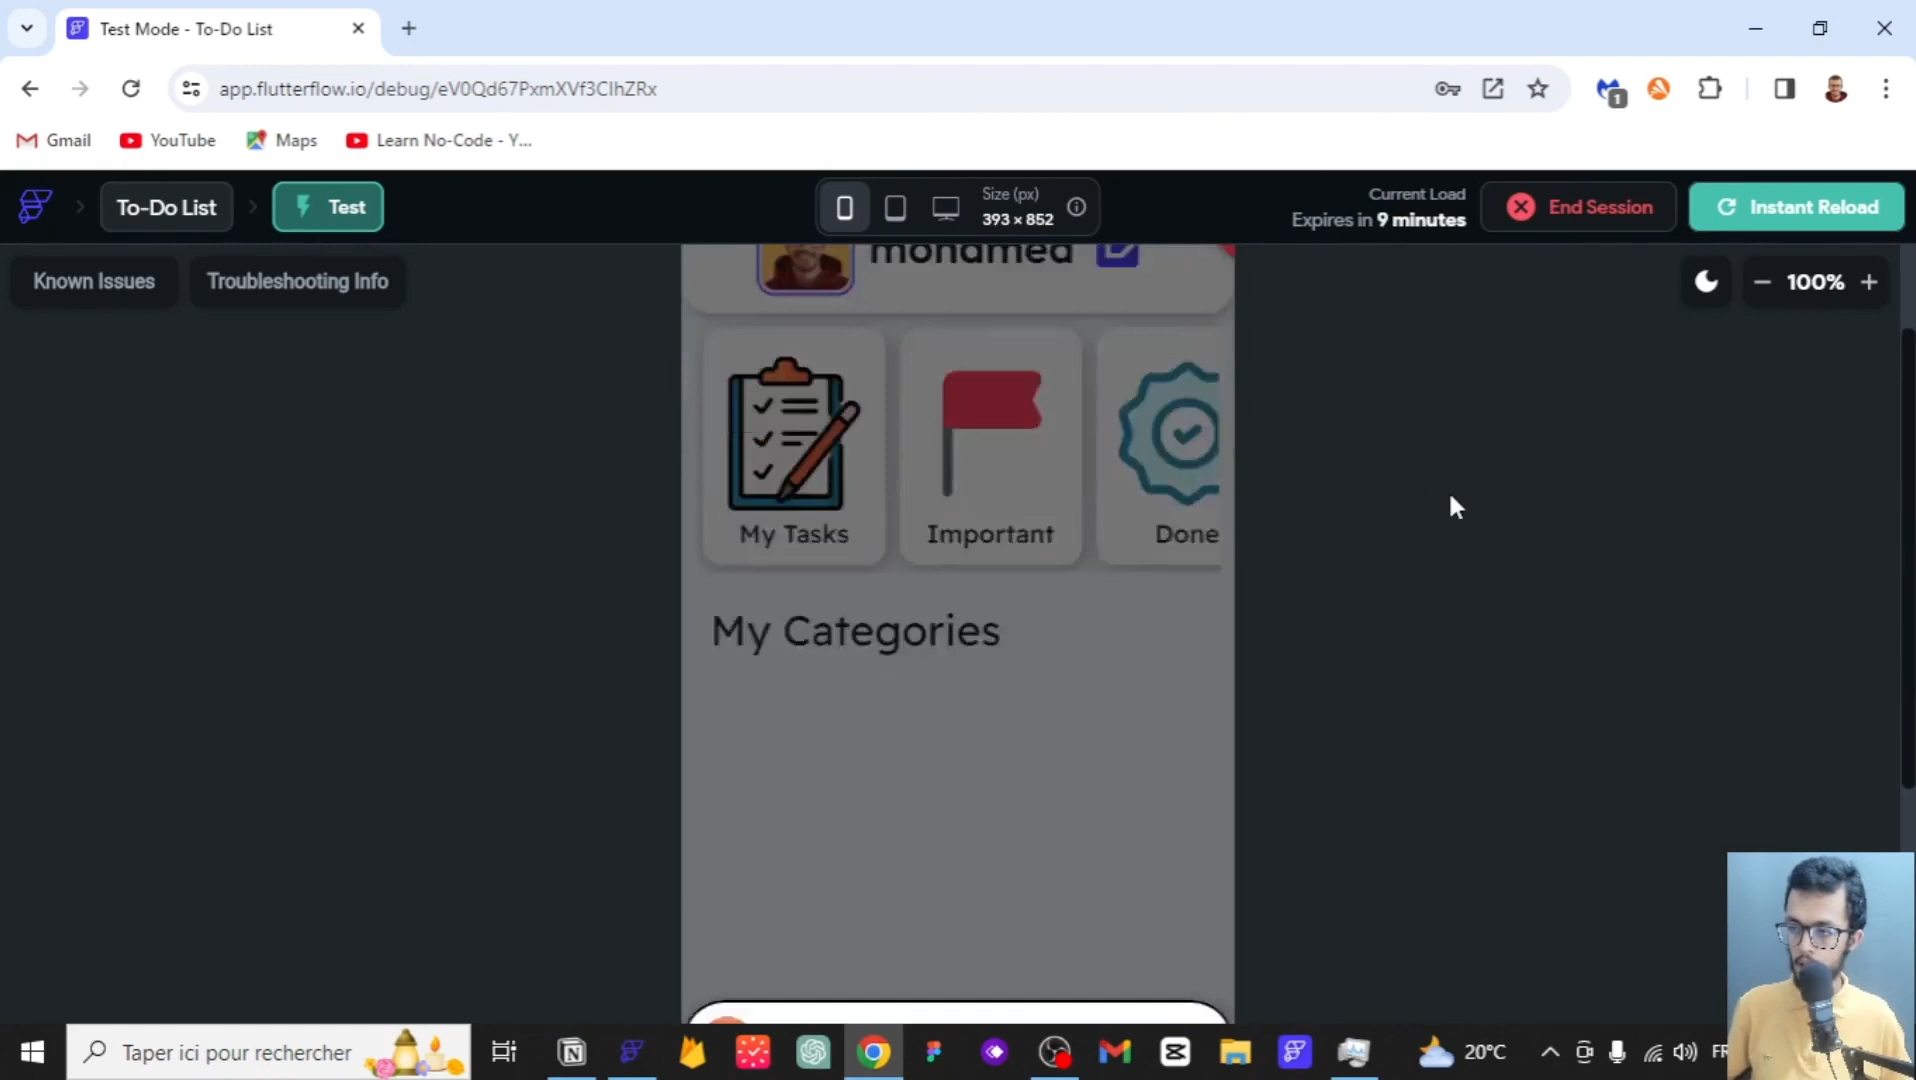 Test Mode - To-Do List
app.flutterflow.io/debug/eV0Qd67PxmXVf3ClhZRx
1
Gmail
YouTube
Maps
Learn No-Code - Y...
To-Do List
Test
Size (px)
393 × 852
Current Load
Expires in 9 minutes
End Session
Instant Reload
Known Issues
Troubleshooting Info
100%
mohamed
My Tasks
Important
Done
My Categories
Taper ici pour rechercher
20°C
FR